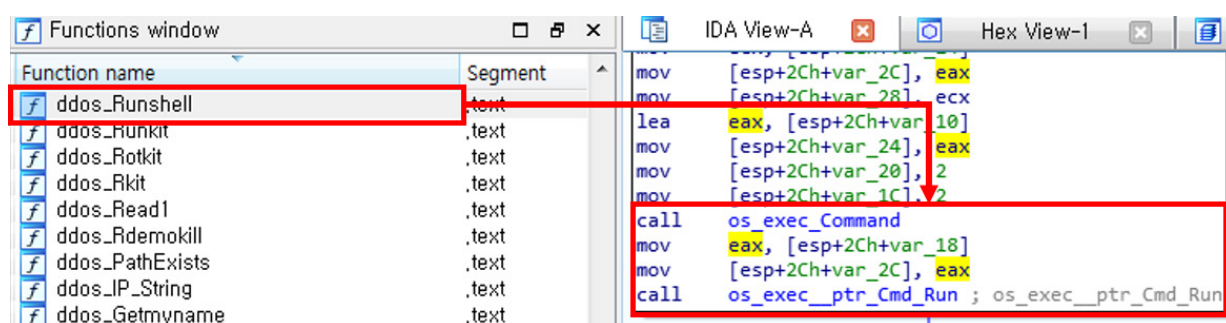 Functions window
Function name Segment
ddos_Runshell .text
ddos_Runkit .text
ddos_Rotkit .text
ddos_Rkit .text
ddos_Read1 .text
ddos_Rdemokill .text
ddos_PathExists .text
ddos_IP_String .text
ddos_Getmyname .text
IDA View-A Hex View-1
mov [esp+2Ch+var_2C], eax
mov [esp+2Ch+var_28], ecx
lea eax, [esp+2Ch+var_10]
mov [esp+2Ch+var_24], eax
mov [esp+2Ch+var_20], 2
mov [esp+2Ch+var_1C], 2
call os_exec_Command
mov eax, [esp+2Ch+var_18]
mov [esp+2Ch+var_2C], eax
call os_exec__ptr_Cmd_Run ; os_exec__ptr_Cmd_Run